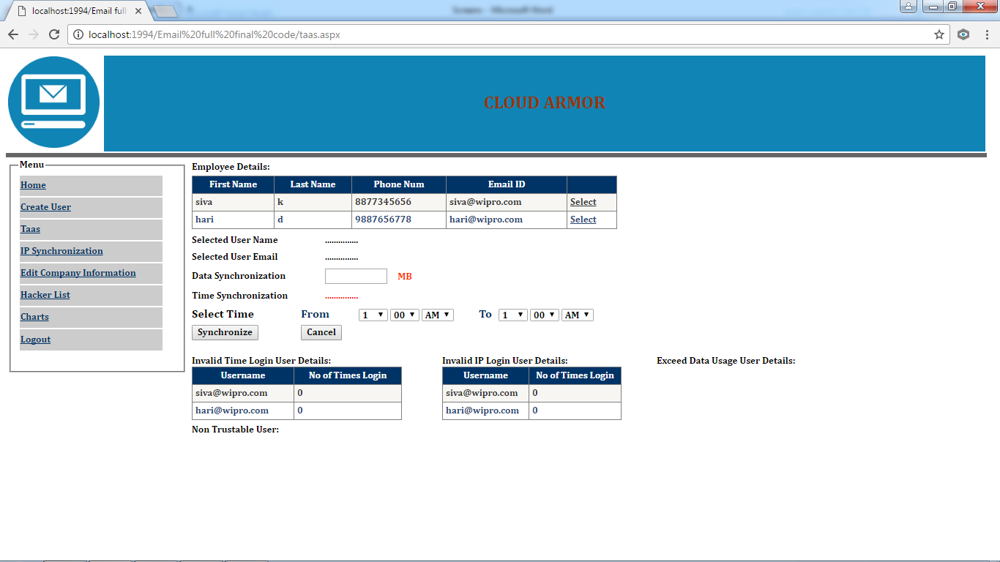 localhost:1994/Email full
Screens - Microsoft Word
localhost:1994/Email%20full%20final%20code/taas.aspx
CLOUD ARMOR
Menu
Home
Create User
Taas
IP Synchronization
Edit Company Information
Hacker List
Charts
Logout
Employee Details:
First Name Last Name Phone Num Email ID
siva k 8877345656 siva@wipro.com Select
hari d 9887656778 hari@wipro.com Select
Selected User Name ...............
Selected User Email ...............
Data Synchronization MB
Time Synchronization ...............
Select Time From 1 00 AM To 1 00 AM
Synchronize Cancel
Invalid Time Login User Details: Invalid IP Login User Details: Exceed Data Usage User Details:
Username No of Times Login Username No of Times Login
siva@wipro.com 0 siva@wipro.com 0
hari@wipro.com 0 hari@wipro.com 0
Non Trustable User: